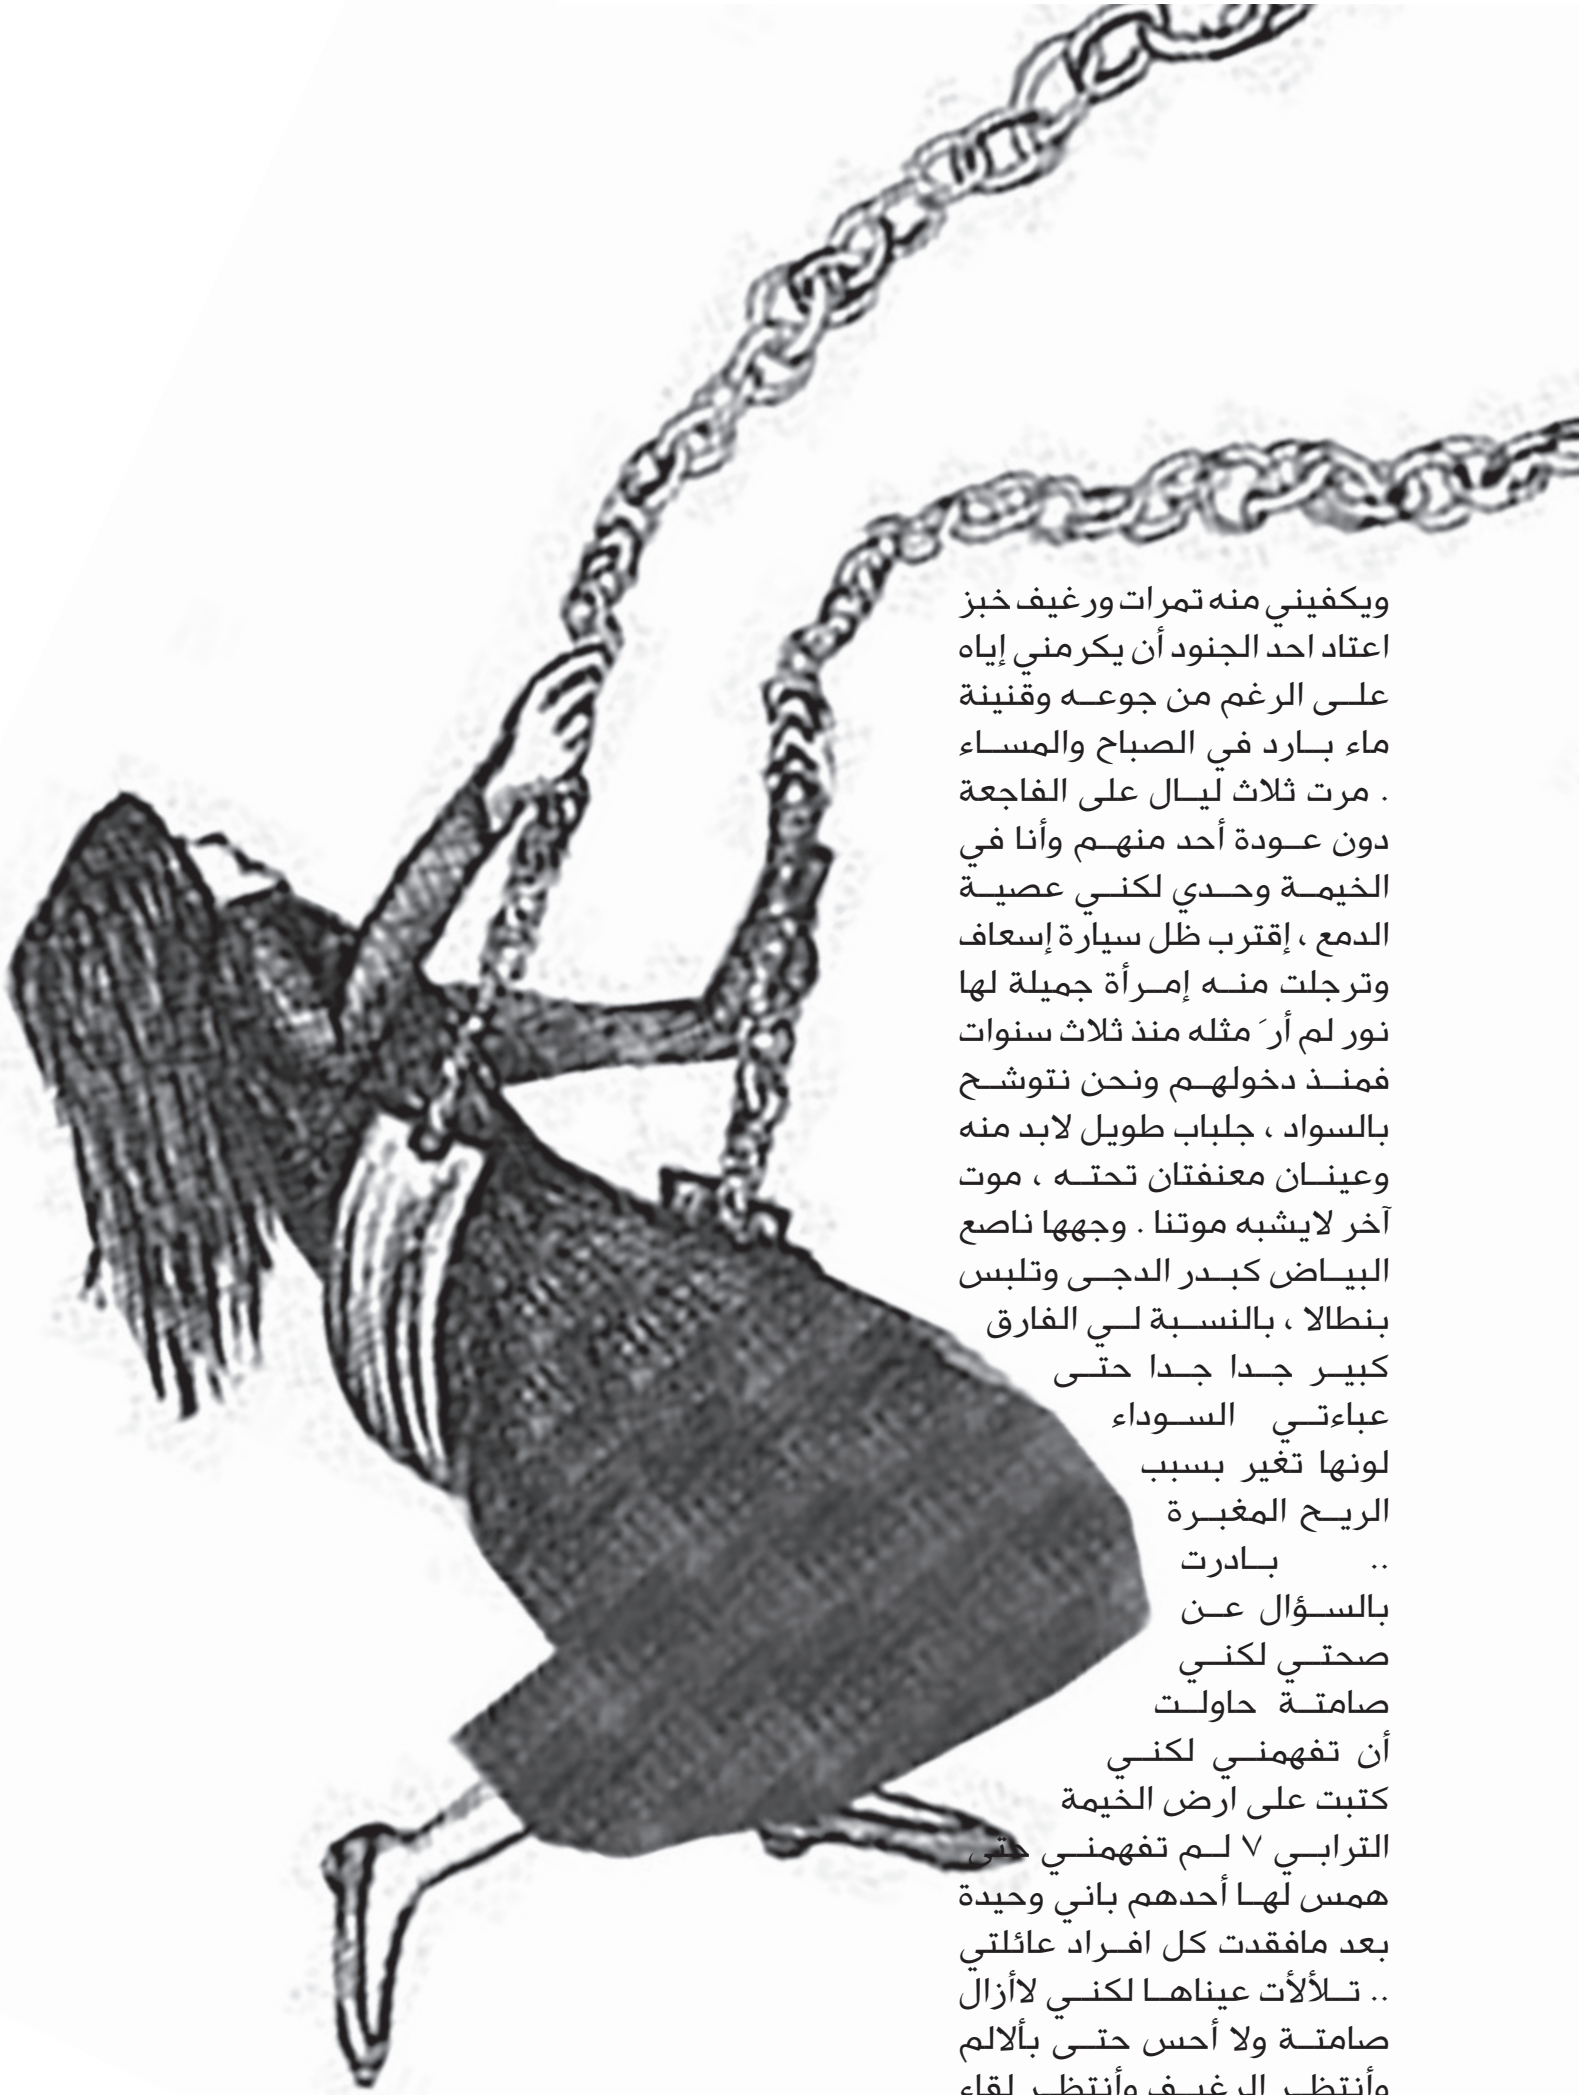 ويكفيني منه تمرات ورغيف خبز
اعتاد احد الجنود أن يكرمني إياه
على الرغم من جوعه وقنينة
ماء بارد في الصباح والمساء
. مرت ثلاث ليال على الفاجعة
دون عودة أحد منهم وأنا في
الخيمة وحدي لكني عصية
الدمع ، إقترب ظل سيارة إسعاف
وترجلت منه إمرأة جميلة لها
نور لم أرَ مثله منذ ثلاث سنوات
فمنذ دخولهم ونحن نتوشح
بالسواد ، جلباب طويل لابد منه
وعينان معنفتان تحته ، موت
آخر لايشبه موتنا . وجهها ناصع
البياض كبدر الدجى وتلبس
بنطالا ، بالنسبة لي الفارق
كبير جدا جدا حتى
عباءتي السوداء
لونها تغير بسبب
الريح المغبرة
.. بادرت
بالسؤال عن
صحتي لكني
صامتة حاولت
أن تفهمني لكني
كتبت على ارض الخيمة
الترابي ٧ لم تفهمني حتى
همس لها أحدهم باني وحيدة
بعد مافقدت كل افراد عائلتي
.. تلألأت عيناها لكني لاأزال
صامتة ولا أحس حتى بألالم
وأنتظر الرغيف وأنتظر لقاء